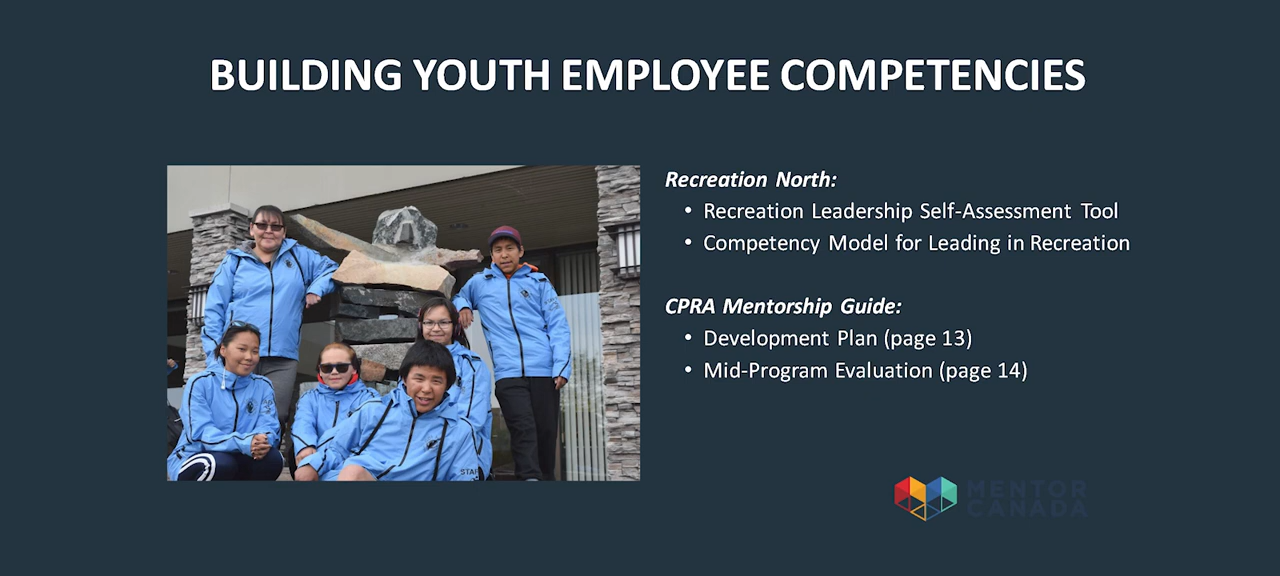 BUILDING YOUTH EMPLOYEE COMPETENCIES
Recreation North:
• Recreation Leadership Self-Assessment Tool
• Competency Model for Leading in Recreation
CPRA Mentorship Guide:
• Development Plan (page 13)
• Mid-Program Evaluation (page 14)
STAF
MENTOR
CANADA